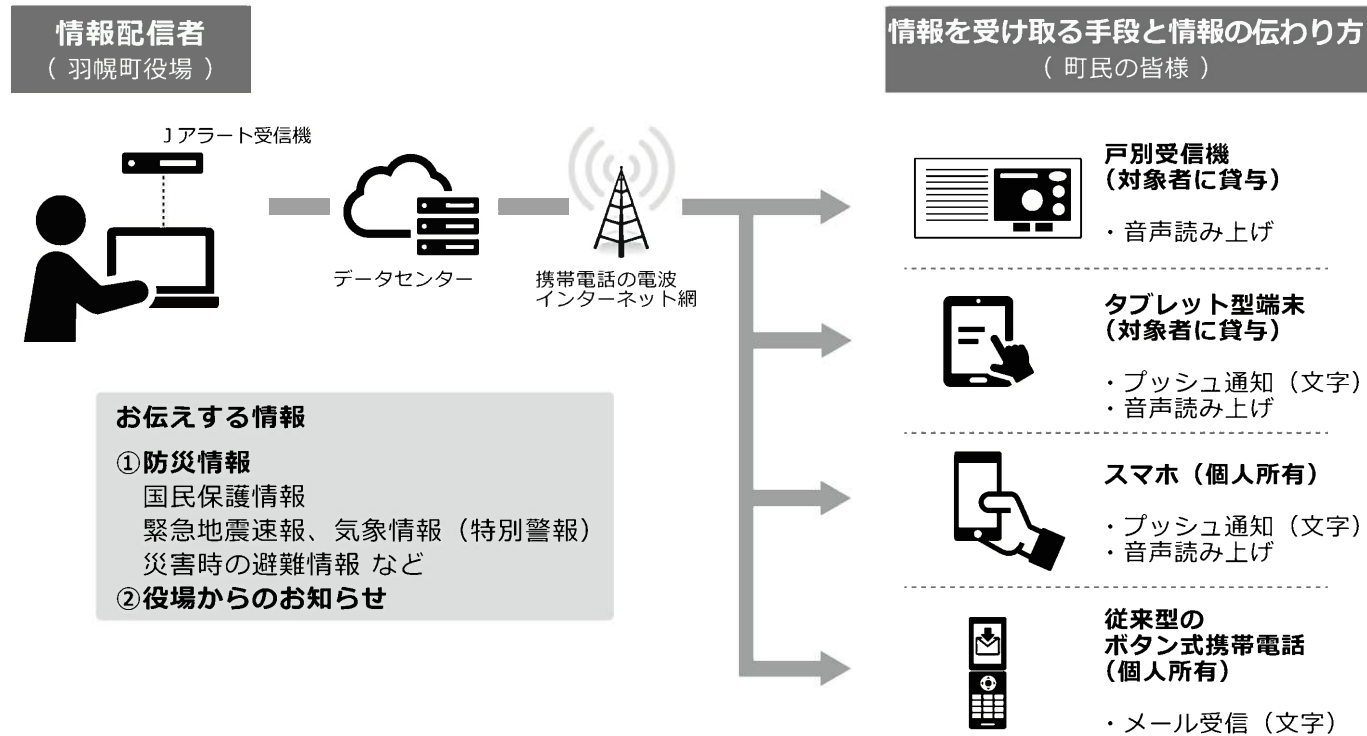 情報配信者
（ 羽幌町役場 ）
情報を受け取る手段と情報の伝わり方
（ 町民の皆様 ）
Jアラート受信機
データセンター
携帯電話の電波
インターネット網
お伝えする情報
①防災情報
国民保護情報
緊急地震速報、気象情報（特別警報）
災害時の避難情報 など
②役場からのお知らせ
戸別受信機
（対象者に貸与）
・音声読み上げ
タブレット型端末
（対象者に貸与）
・プッシュ通知（文字）
・音声読み上げ
スマホ（個人所有）
・プッシュ通知（文字）
・音声読み上げ
従来型の
ボタン式携帯電話
（個人所有）
・メール受信（文字）